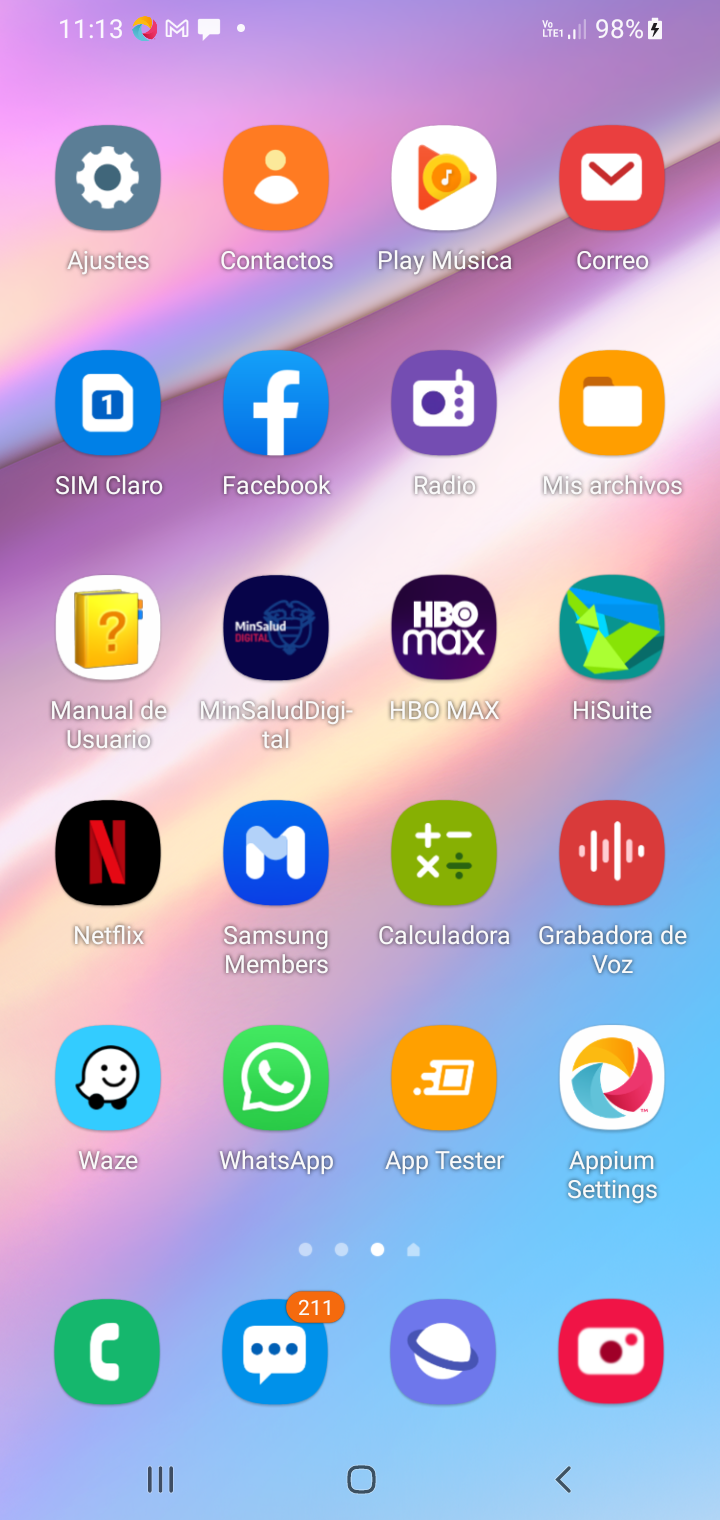 11:13
Vo
LTE1
98%
Ajustes
Contactos
Play Música
Correo
1
SIM Claro
Facebook
Radio
Mis archivos
?
MinSalud
DIGITAL
HBO
max
Manual de
Usuario
MinSaludDigi-
tal
HBO MAX
HiSuite
Netflix
Samsung
Members
Calculadora
Grabadora de
Voz
Waze
WhatsApp
App Tester
Appium
Settings
211